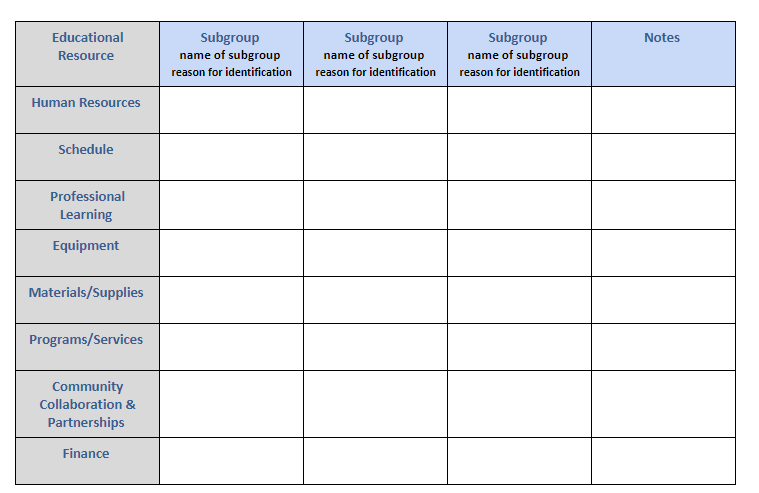 Educational
Resource
Subgroup
name of subgroup
reason for identification
Subgroup
name of subgroup
reason for identification
Subgroup
name of subgroup
reason for identification
Notes
Human Resources
Schedule
Professional
Learning
Equipment
Materials/Supplies
Programs/Services
Community
Collaboration &
Partnerships
Finance